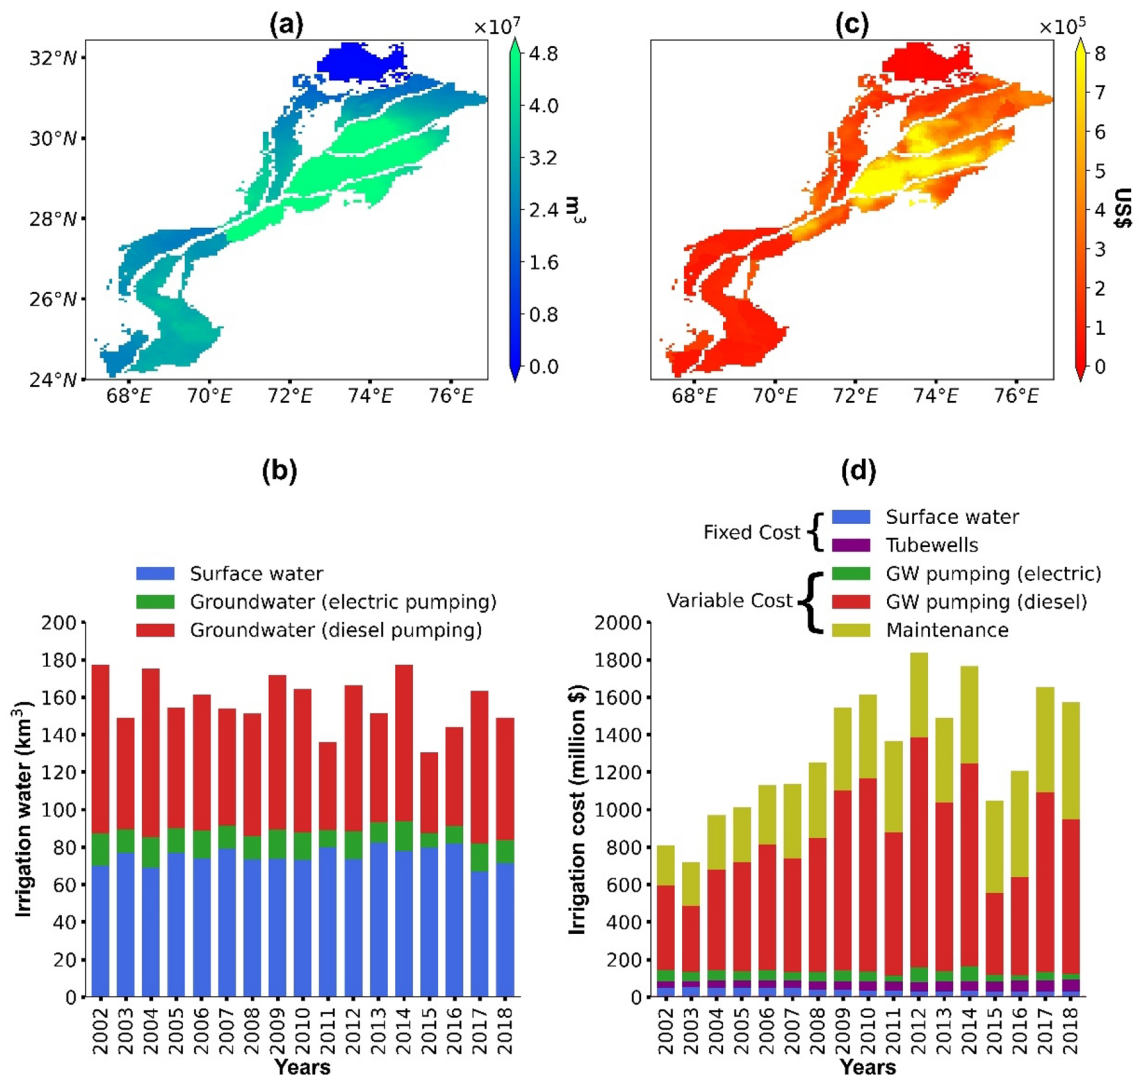 (a)
×10⁷
32°N
30°N
28°N
26°N
24°N
68°E 70°E 72°E 74°E 76°E
4.8
4.0
3.2
2.4
1.6
0.8
0.0
m³
(c)
×10⁵
68°E 70°E 72°E 74°E 76°E
8
7
6
5
4
3
2
1
0
US$
(b)
Surface water
Groundwater (electric pumping)
Groundwater (diesel pumping)
Irrigation water (km³)
200
180
160
140
120
100
80
60
40
20
0
2002 2003 2004 2005 2006 2007 2008 2009 2010 2011 2012 2013 2014 2015 2016 2017 2018
Years
(d)
Fixed Cost
Surface water
Tubewells
Variable Cost
GW pumping (electric)
GW pumping (diesel)
Maintenance
Irrigation cost (million $)
2000
1800
1600
1400
1200
1000
800
600
400
200
0
2002 2003 2004 2005 2006 2007 2008 2009 2010 2011 2012 2013 2014 2015 2016 2017 2018
Years